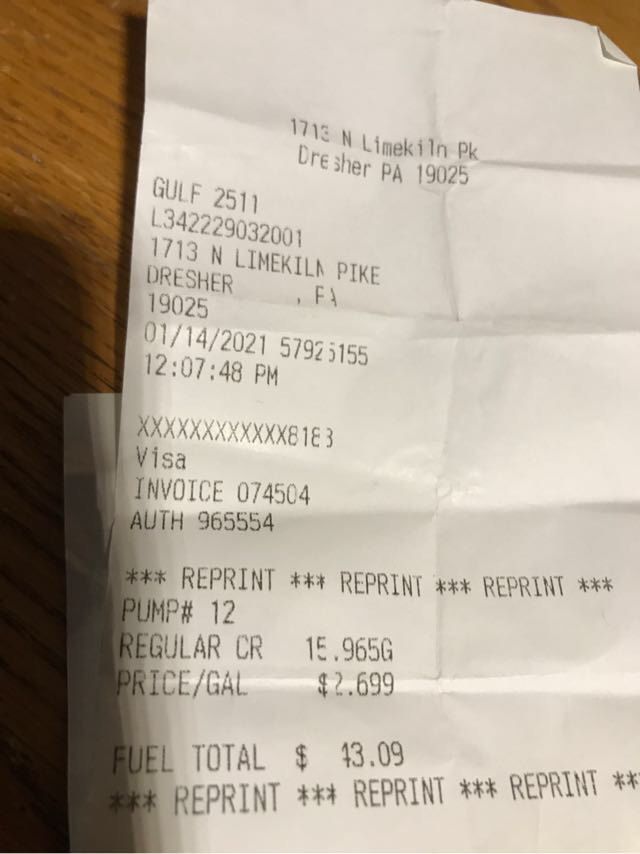 1713 N Limekiln Pk
Dresher PA 19025
GULF 2511
L342229032001
1713 N LIMEKILN PIKE
DRESHER , PA
19025
01/14/2021 57925155
12:07:48 PM
XXXXXXXXXXXX8183
Visa
INVOICE 074504
AUTH 965554
*** REPRINT *** REPRINT *** REPRINT ***
PUMP# 12
REGULAR CR 15.965G
PRICE/GAL $2.699
FUEL TOTAL $ 43.09
*** REPRINT *** REPRINT *** REPRINT **